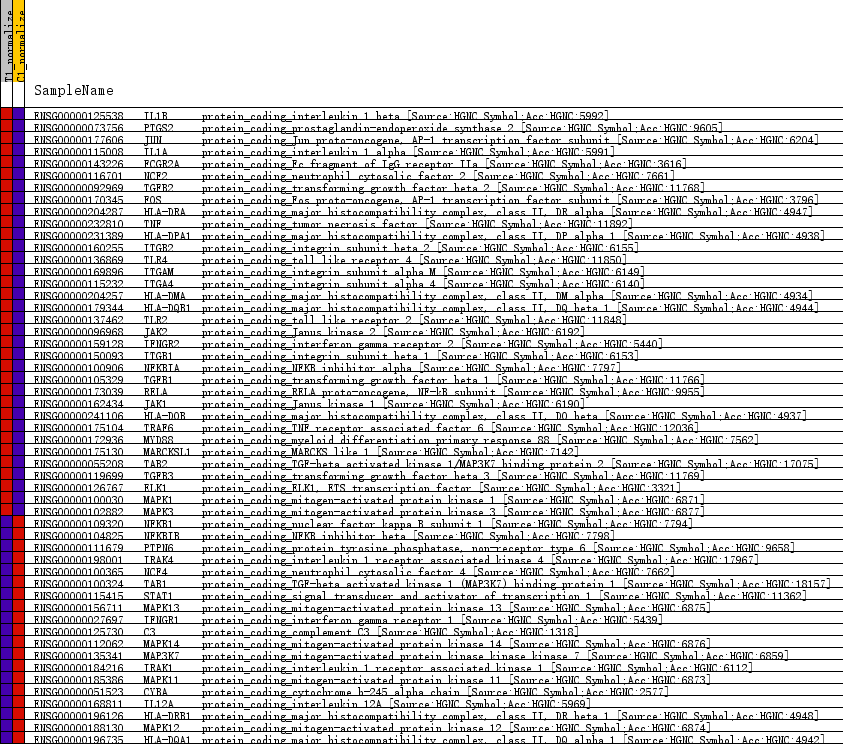 T1_normalize
C1_normalize
SampleName
ENSG00000125538 IL1B protein_coding_interleukin 1 beta [Source:HGNC Symbol;Acc:HGNC:5992]
ENSG00000073756 PTGS2 protein_coding_prostaglandin-endoperoxide synthase 2 [Source:HGNC Symbol;Acc:HGNC:9605]
ENSG00000177606 JUN protein_coding_Jun proto-oncogene, AP-1 transcription factor subunit [Source:HGNC Symbol;Acc:HGNC:6204]
ENSG00000115008 IL1A protein_coding_interleukin 1 alpha [Source:HGNC Symbol;Acc:HGNC:5991]
ENSG00000143226 FCGR2A protein_coding_Fc fragment of IgG receptor IIa [Source:HGNC Symbol;Acc:HGNC:3616]
ENSG00000116701 NCF2 protein_coding_neutrophil cytosolic factor 2 [Source:HGNC Symbol;Acc:HGNC:7661]
ENSG00000092969 TGFB2 protein_coding_transforming growth factor beta 2 [Source:HGNC Symbol;Acc:HGNC:11768]
ENSG00000170345 FOS protein_coding_Fos proto-oncogene, AP-1 transcription factor subunit [Source:HGNC Symbol;Acc:HGNC:3796]
ENSG00000204287 HLA-DRA protein_coding_major histocompatibility complex, class II, DR alpha [Source:HGNC Symbol;Acc:HGNC:4947]
ENSG00000232810 TNF protein_coding_tumor necrosis factor [Source:HGNC Symbol;Acc:HGNC:11892]
ENSG00000231389 HLA-DPA1 protein_coding_major histocompatibility complex, class II, DP alpha 1 [Source:HGNC Symbol;Acc:HGNC:4938]
ENSG00000160255 ITGB2 protein_coding_integrin subunit beta 2 [Source:HGNC Symbol;Acc:HGNC:6155]
ENSG00000136869 TLR4 protein_coding_toll like receptor 4 [Source:HGNC Symbol;Acc:HGNC:11850]
ENSG00000169896 ITGAM protein_coding_integrin subunit alpha M [Source:HGNC Symbol;Acc:HGNC:6149]
ENSG00000115232 ITGA4 protein_coding_integrin subunit alpha 4 [Source:HGNC Symbol;Acc:HGNC:6140]
ENSG00000204257 HLA-DMA protein_coding_major histocompatibility complex, class II, DM alpha [Source:HGNC Symbol;Acc:HGNC:4934]
ENSG00000179344 HLA-DQB1 protein_coding_major histocompatibility complex, class II, DQ beta 1 [Source:HGNC Symbol;Acc:HGNC:4944]
ENSG00000137462 TLR2 protein_coding_toll like receptor 2 [Source:HGNC Symbol;Acc:HGNC:11848]
ENSG00000096968 JAK2 protein_coding_Janus kinase 2 [Source:HGNC Symbol;Acc:HGNC:6192]
ENSG00000159128 IFNGR2 protein_coding_interferon gamma receptor 2 [Source:HGNC Symbol;Acc:HGNC:5440]
ENSG00000150093 ITGB1 protein_coding_integrin subunit beta 1 [Source:HGNC Symbol;Acc:HGNC:6153]
ENSG00000100906 NFKBIA protein_coding_NFKB inhibitor alpha [Source:HGNC Symbol;Acc:HGNC:7797]
ENSG00000105329 TGFB1 protein_coding_transforming growth factor beta 1 [Source:HGNC Symbol;Acc:HGNC:11766]
ENSG00000173039 RELA protein_coding_RELA proto-oncogene, NF-kB subunit [Source:HGNC Symbol;Acc:HGNC:9955]
ENSG00000162434 JAK1 protein_coding_Janus kinase 1 [Source:HGNC Symbol;Acc:HGNC:6190]
ENSG00000241106 HLA-DOB protein_coding_major histocompatibility complex, class II, DO beta [Source:HGNC Symbol;Acc:HGNC:4937]
ENSG00000175104 TRAF6 protein_coding_TNF receptor associated factor 6 [Source:HGNC Symbol;Acc:HGNC:12036]
ENSG00000172936 MYD88 protein_coding_myeloid differentiation primary response 88 [Source:HGNC Symbol;Acc:HGNC:7562]
ENSG00000175130 MARCKSL1 protein_coding_MARCKS like 1 [Source:HGNC Symbol;Acc:HGNC:7142]
ENSG00000055208 TAB2 protein_coding_TGF-beta activated kinase 1/MAP3K7 binding protein 2 [Source:HGNC Symbol;Acc:HGNC:17075]
ENSG00000119699 TGFB3 protein_coding_transforming growth factor beta 3 [Source:HGNC Symbol;Acc:HGNC:11769]
ENSG00000126767 ELK1 protein_coding_ELK1, ETS transcription factor [Source:HGNC Symbol;Acc:HGNC:3321]
ENSG00000100030 MAPK1 protein_coding_mitogen-activated protein kinase 1 [Source:HGNC Symbol;Acc:HGNC:6871]
ENSG00000102882 MAPK3 protein_coding_mitogen-activated protein kinase 3 [Source:HGNC Symbol;Acc:HGNC:6877]
ENSG00000109320 NFKB1 protein_coding_nuclear factor kappa B subunit 1 [Source:HGNC Symbol;Acc:HGNC:7794]
ENSG00000104825 NFKBIB protein_coding_NFKB inhibitor beta [Source:HGNC Symbol;Acc:HGNC:7798]
ENSG00000111679 PTPN6 protein_coding_protein tyrosine phosphatase, non-receptor type 6 [Source:HGNC Symbol;Acc:HGNC:9658]
ENSG00000198001 IRAK4 protein_coding_interleukin 1 receptor associated kinase 4 [Source:HGNC Symbol;Acc:HGNC:17967]
ENSG00000100365 NCF4 protein_coding_neutrophil cytosolic factor 4 [Source:HGNC Symbol;Acc:HGNC:7662]
ENSG00000100324 TAB1 protein_coding_TGF-beta activated kinase 1 (MAP3K7) binding protein 1 [Source:HGNC Symbol;Acc:HGNC:18157]
ENSG00000115415 STAT1 protein_coding_signal transducer and activator of transcription 1 [Source:HGNC Symbol;Acc:HGNC:11362]
ENSG00000156711 MAPK13 protein_coding_mitogen-activated protein kinase 13 [Source:HGNC Symbol;Acc:HGNC:6875]
ENSG00000027697 IFNGR1 protein_coding_interferon gamma receptor 1 [Source:HGNC Symbol;Acc:HGNC:5439]
ENSG00000125730 C3 protein_coding_complement C3 [Source:HGNC Symbol;Acc:HGNC:1318]
ENSG00000112062 MAPK14 protein_coding_mitogen-activated protein kinase 14 [Source:HGNC Symbol;Acc:HGNC:6876]
ENSG00000135341 MAP3K7 protein_coding_mitogen-activated protein kinase kinase kinase 7 [Source:HGNC Symbol;Acc:HGNC:6859]
ENSG00000184216 IRAK1 protein_coding_interleukin 1 receptor associated kinase 1 [Source:HGNC Symbol;Acc:HGNC:6112]
ENSG00000185386 MAPK11 protein_coding_mitogen-activated protein kinase 11 [Source:HGNC Symbol;Acc:HGNC:6873]
ENSG00000051523 CYBA protein_coding_cytochrome b-245 alpha chain [Source:HGNC Symbol;Acc:HGNC:2577]
ENSG00000168811 IL12A protein_coding_interleukin 12A [Source:HGNC Symbol;Acc:HGNC:5969]
ENSG00000196126 HLA-DRB1 protein_coding_major histocompatibility complex, class II, DR beta 1 [Source:HGNC Symbol;Acc:HGNC:4948]
ENSG00000188130 MAPK12 protein_coding_mitogen-activated protein kinase 12 [Source:HGNC Symbol;Acc:HGNC:6874]
ENSG00000196735 HLA-DQA1 protein_coding_major histocompatibility complex, class II, DQ alpha 1 [Source:HGNC Symbol;Acc:HGNC:4942]